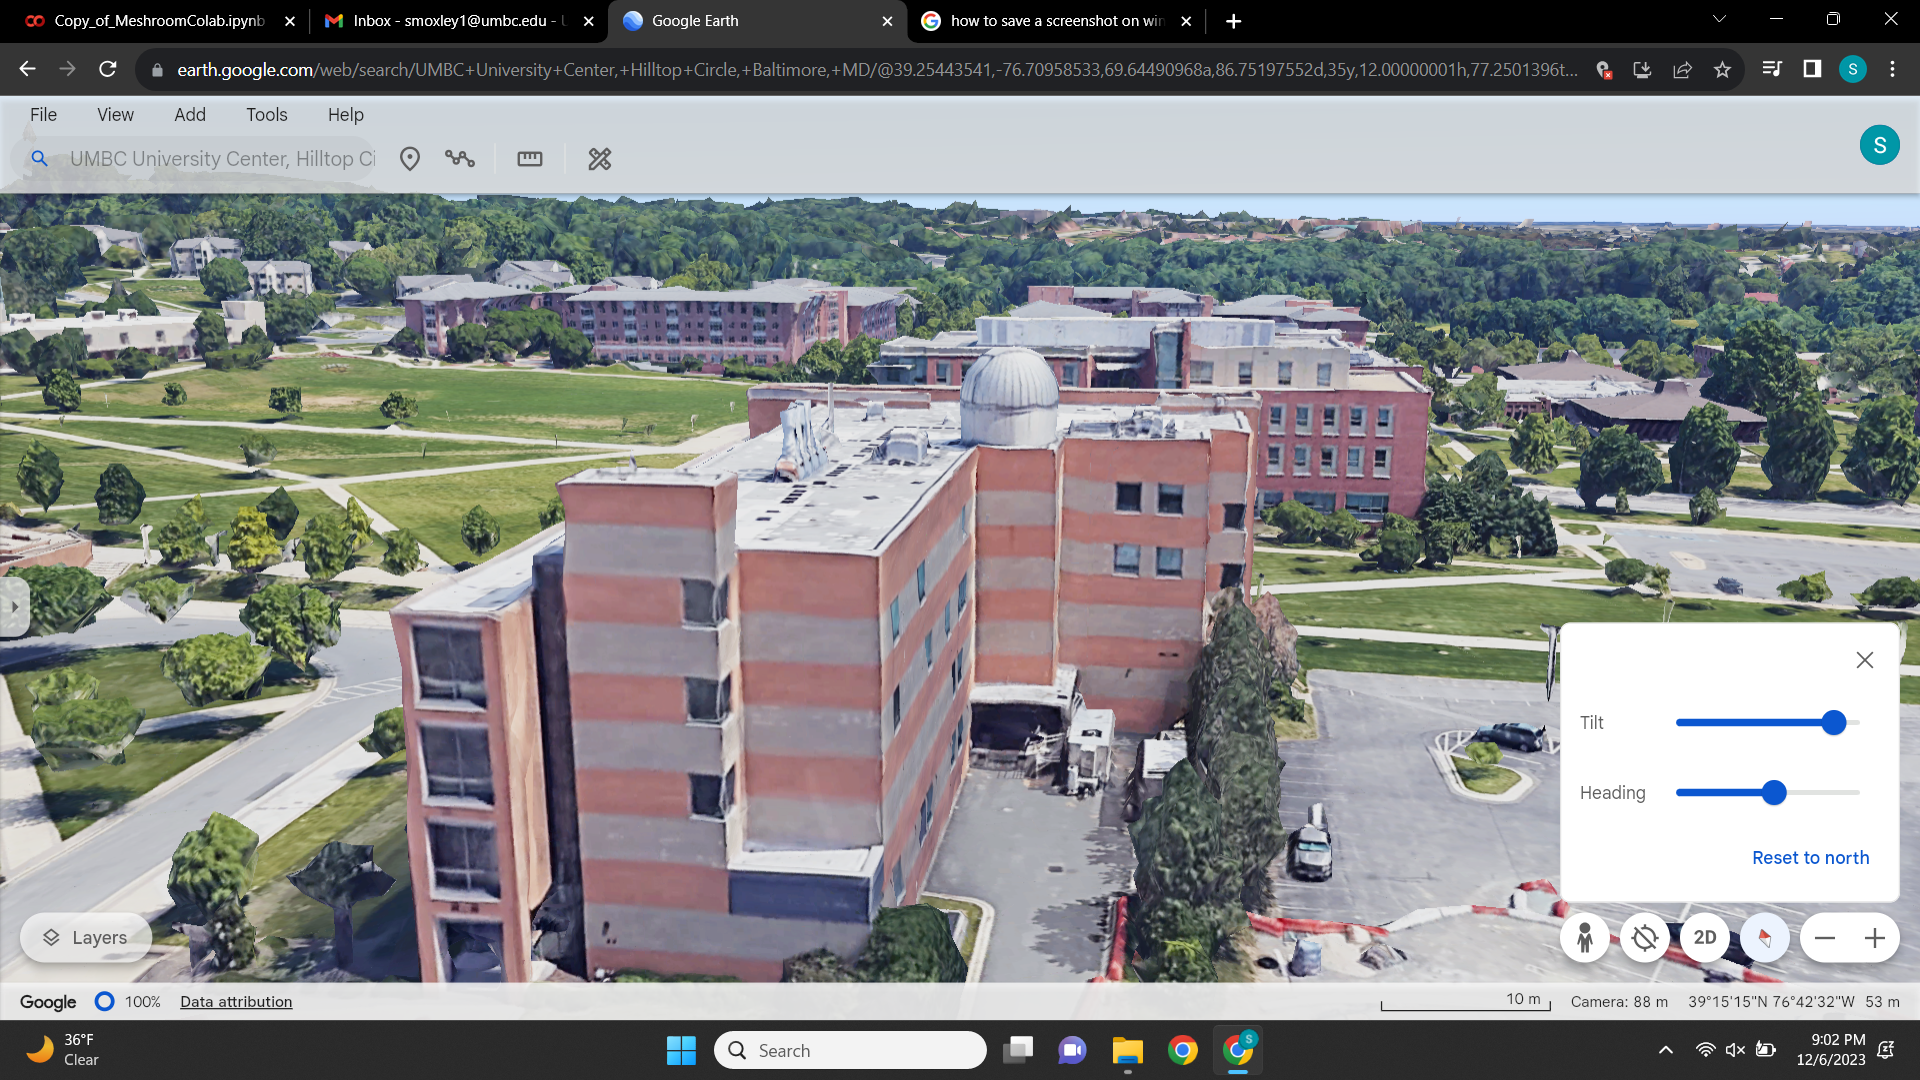 Copy_of_MeshroomColab.ipynb
Inbox - smoxley1@umbc.edu - U
Google Earth
how to save a screenshot on win
earth.google.com/web/search/UMBC+University+Center,+Hilltop+Circle,+Baltimore,+MD/@39.25443541,-76.70958533,69.64490968a,86.75197552d,35y,12.00000001h,77.2501396t...
S
File View Add Tools Help
UMBC University Center, Hilltop Ci
S
Tilt
Heading
Reset to north
Layers
2D
Google 100% Data attribution
10 m
Camera: 88 m 39°15'15"N 76°42'32"W 53 m
36°F
Clear
Search
S
9:02 PM
12/6/2023